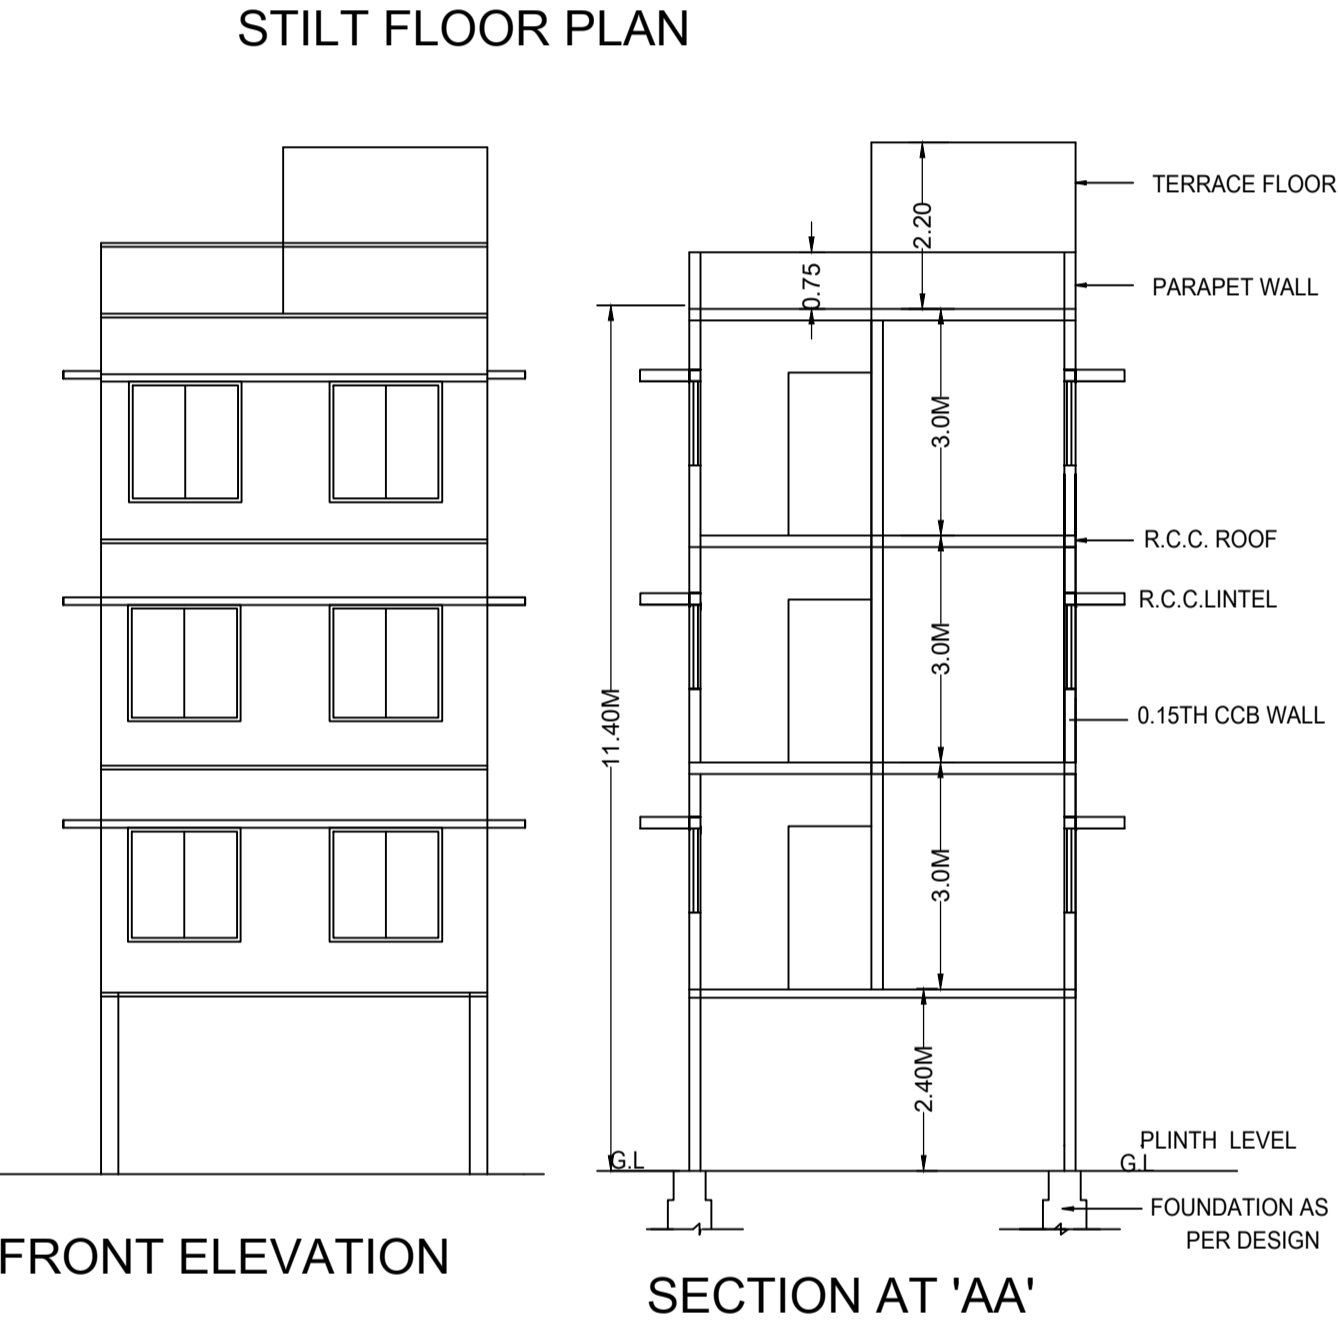 STILT FLOOR PLAN
TERRACE FLOOR
2.20
0.75
PARAPET WALL
3.0M
R.C.C. ROOF
R.C.C.LINTEL
3.0M
11.40M
0.15TH CCB WALL
3.0M
2.40M
PLINTH LEVEL
G.L
G.L
FOUNDATION AS
PER DESIGN
FRONT ELEVATION
SECTION AT 'AA'